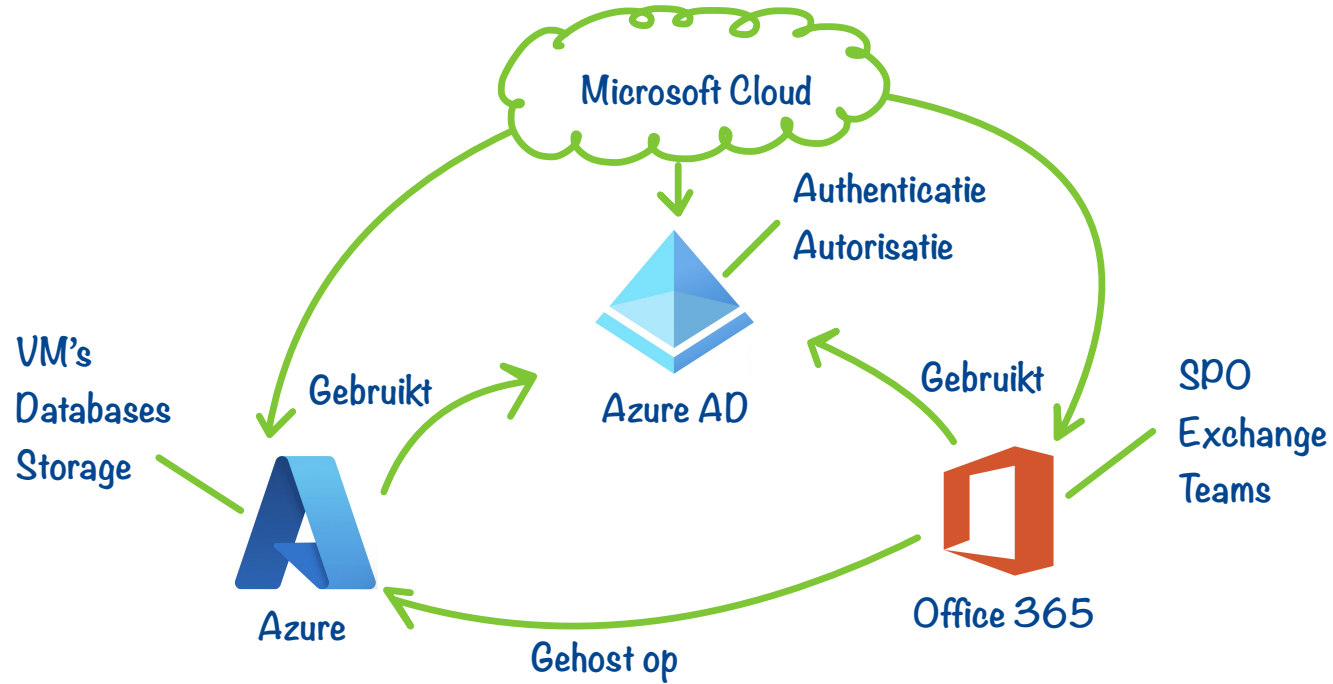 Microsoft Cloud
Authenticatie
Autorisatie
VM's
Databases
Storage
Gebruikt
Azure AD
Gebruikt
SPO
Exchange
Teams
Azure
Office 365
Gehost op